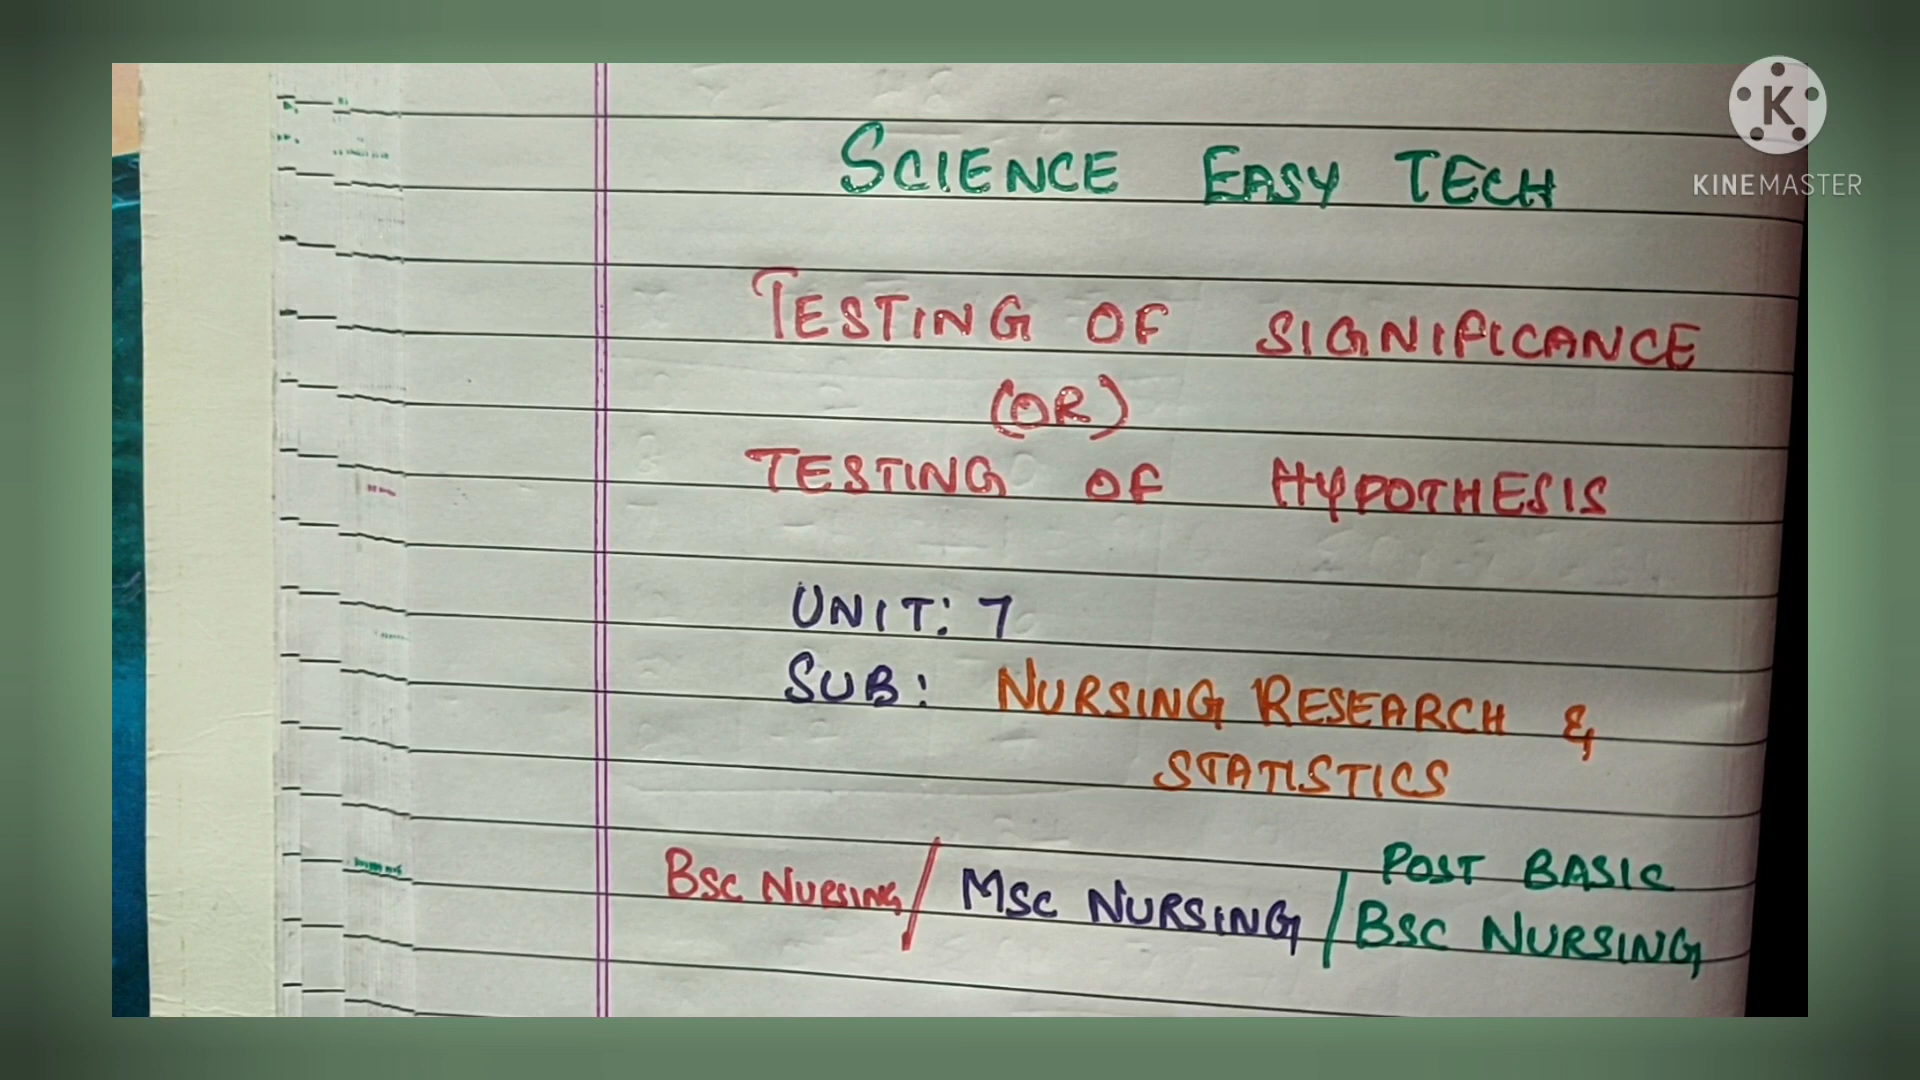 SCIENCE EASY TECH
TESTING OF SIGNIFICANCE
(OR)
TESTING OF HYPOTHESIS
UNIT: 7
SUB: NURSING RESEARCH &
STATISTICS
BSC NURSING / MSC NURSING / POST BASIC
BSC NURSING
K
KINEMASTER